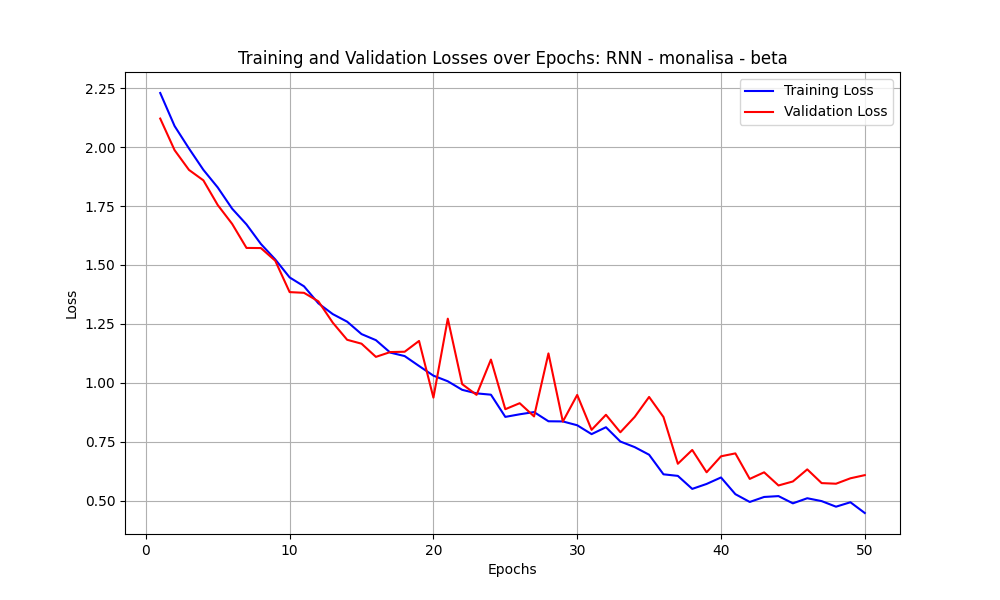 Training and Validation Losses over Epochs: RNN - monalisa - beta
Training Loss
Validation Loss
2.25
2.00
1.75
1.50
1.25
1.00
0.75
0.50
Loss
0 10 20 30 40 50
Epochs